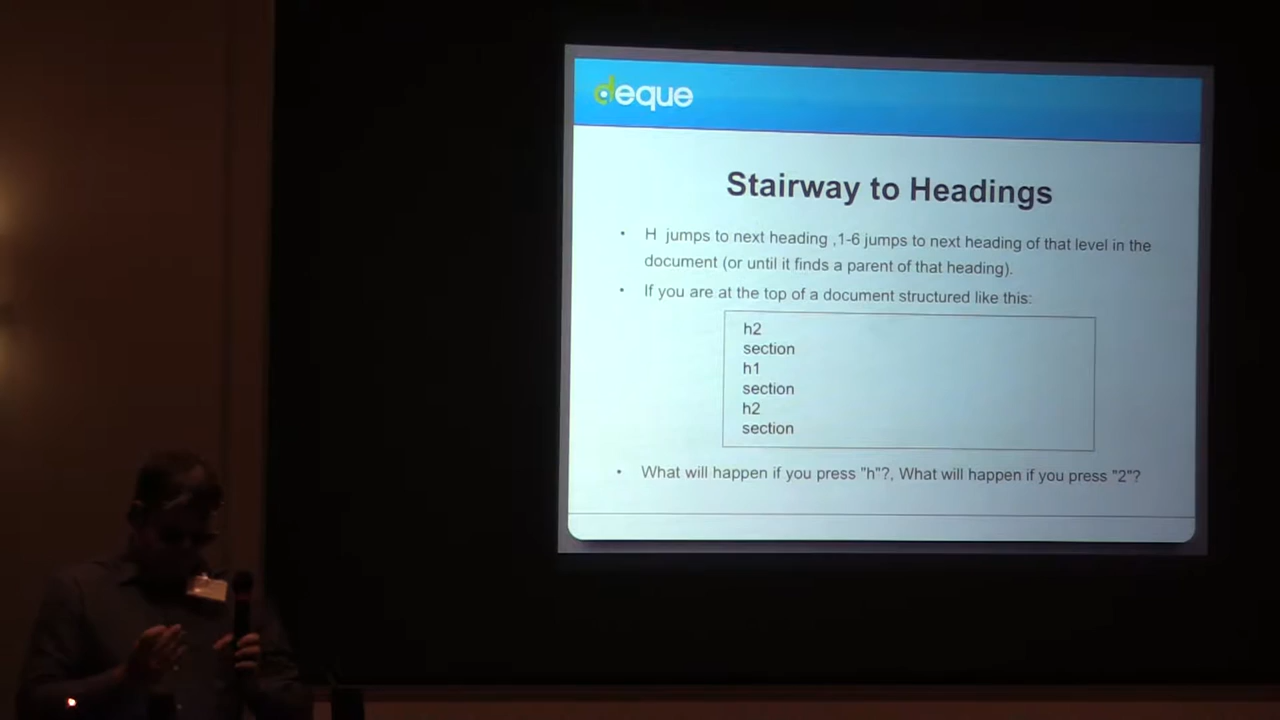 deque
Stairway to Headings
• H jumps to next heading ,1-6 jumps to next heading of that level in the
document (or until it finds a parent of that heading).
• If you are at the top of a document structured like this:
h2
section
h1
section
h2
section
• What will happen if you press "h"?, What will happen if you press "2"?